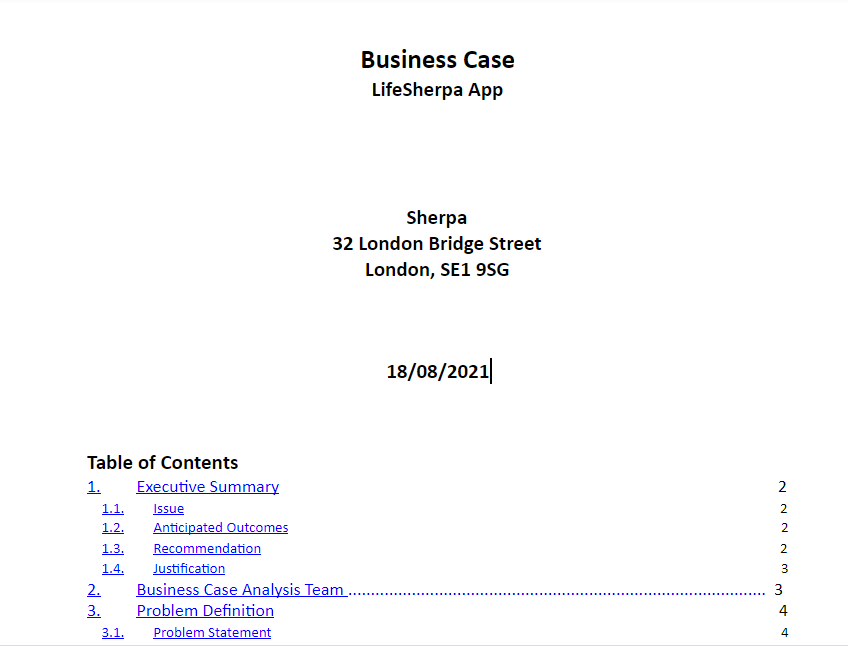 Business Case
LifeSherpa App
Sherpa
32 London Bridge Street
London, SE1 9SG
18/08/2021
Table of Contents
1. Executive Summary 2
1.1. Issue 2
1.2. Anticipated Outcomes 2
1.3. Recommendation 2
1.4. Justification 3
2. Business Case Analysis Team ............................................................................................. 3
3. Problem Definition 4
3.1. Problem Statement 4